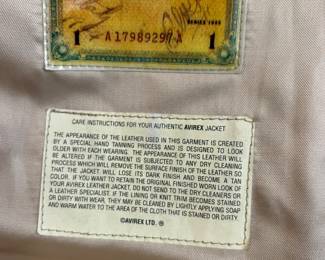 SERIES 1935
1 A17989297A 1
CARE INSTRUCTIONS FOR YOUR AUTHENTIC AVIREX JACKET
THE APPEARANCE OF THE LEATHER USED IN THIS GARMENT IS CREATED
BY A SPECIAL HAND TANNING PROCESS AND IS DESIGNED TO LOOK
OLDER WITH EACH WEARING. THE APPEARANCE OF THIS LEATHER WILL
BE ALTERED IF THE GARMENT IS SUBJECTED TO ANY DRY CLEANING
PROCESS WHICH WILL REMOVE THE SURFACE FINISH OF THE LEATHER SO
THAT THE JACKET WILL LOSE ITS DARK FINISH AND BECOME A TAN
COLOR. IF YOU WANT TO RETAIN THE ORIGINAL FINISHED WORN LOOK OF
YOUR AVIREX LEATHER JACKET, DO NOT SEND TO THE DRY CLEANERS OR
A LEATHER SPECIALIST. IF THE LINING OR KNIT TRIM BECOMES STAINED
OR DIRTY WITH WEAR, THEY MAY BE CLEANED BY LIGHTLY APPLYING SOAP
AND WARM WATER TO THE AREA OF THE CLOTH THAT IS STAINED OR DIRTY.
©AVIREX LTD. ®